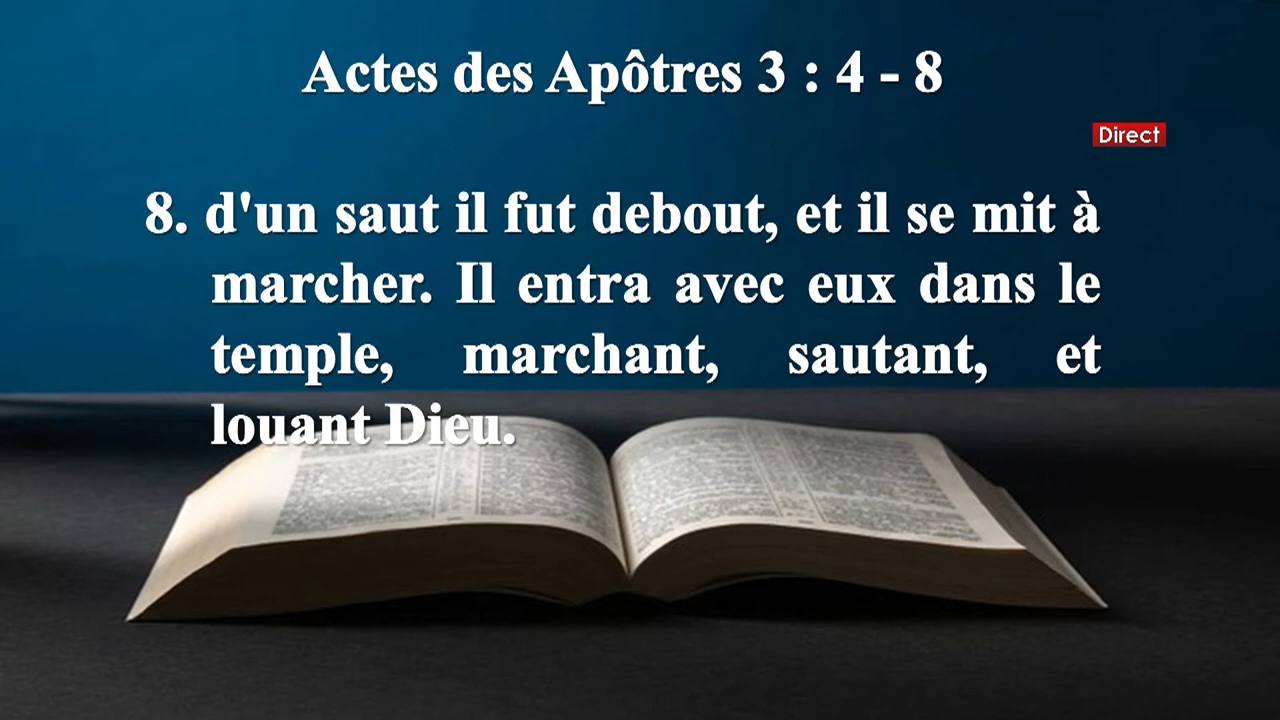 Actes des Apôtres 3 : 4 - 8
Direct
8. d'un saut il fut debout, et il se mit à
marcher. Il entra avec eux dans le
temple, marchant, sautant, et
louant Dieu.